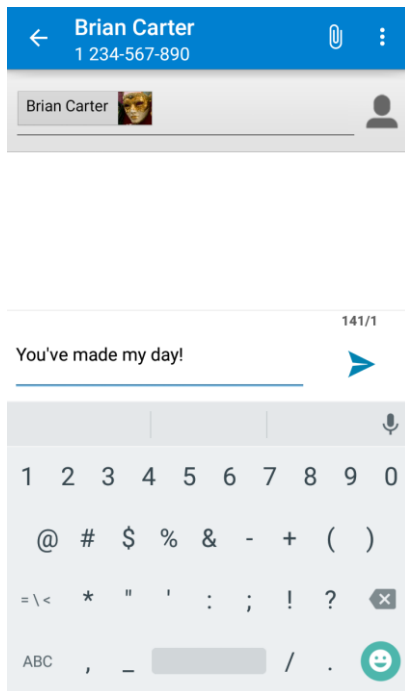 Brian Carter
1 234-567-890
Brian Carter
141/1
You've made my day!
1 2 3 4 5 6 7 8 9 0
@ # $ % & - + ( )
= \ < * " ' : ; ! ?
ABC , _ / .